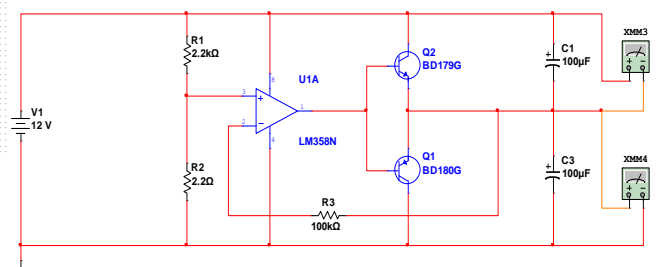 V1
12 V
R1
2.2kΩ
R2
2.2Ω
3
2
8
4
1
+
−
U1A
LM358N
R3
100kΩ
Q2
BD179G
Q1
BD180G
+
C1
100µF
+
C3
100µF
XMM3
+
−
XMM4
+
−